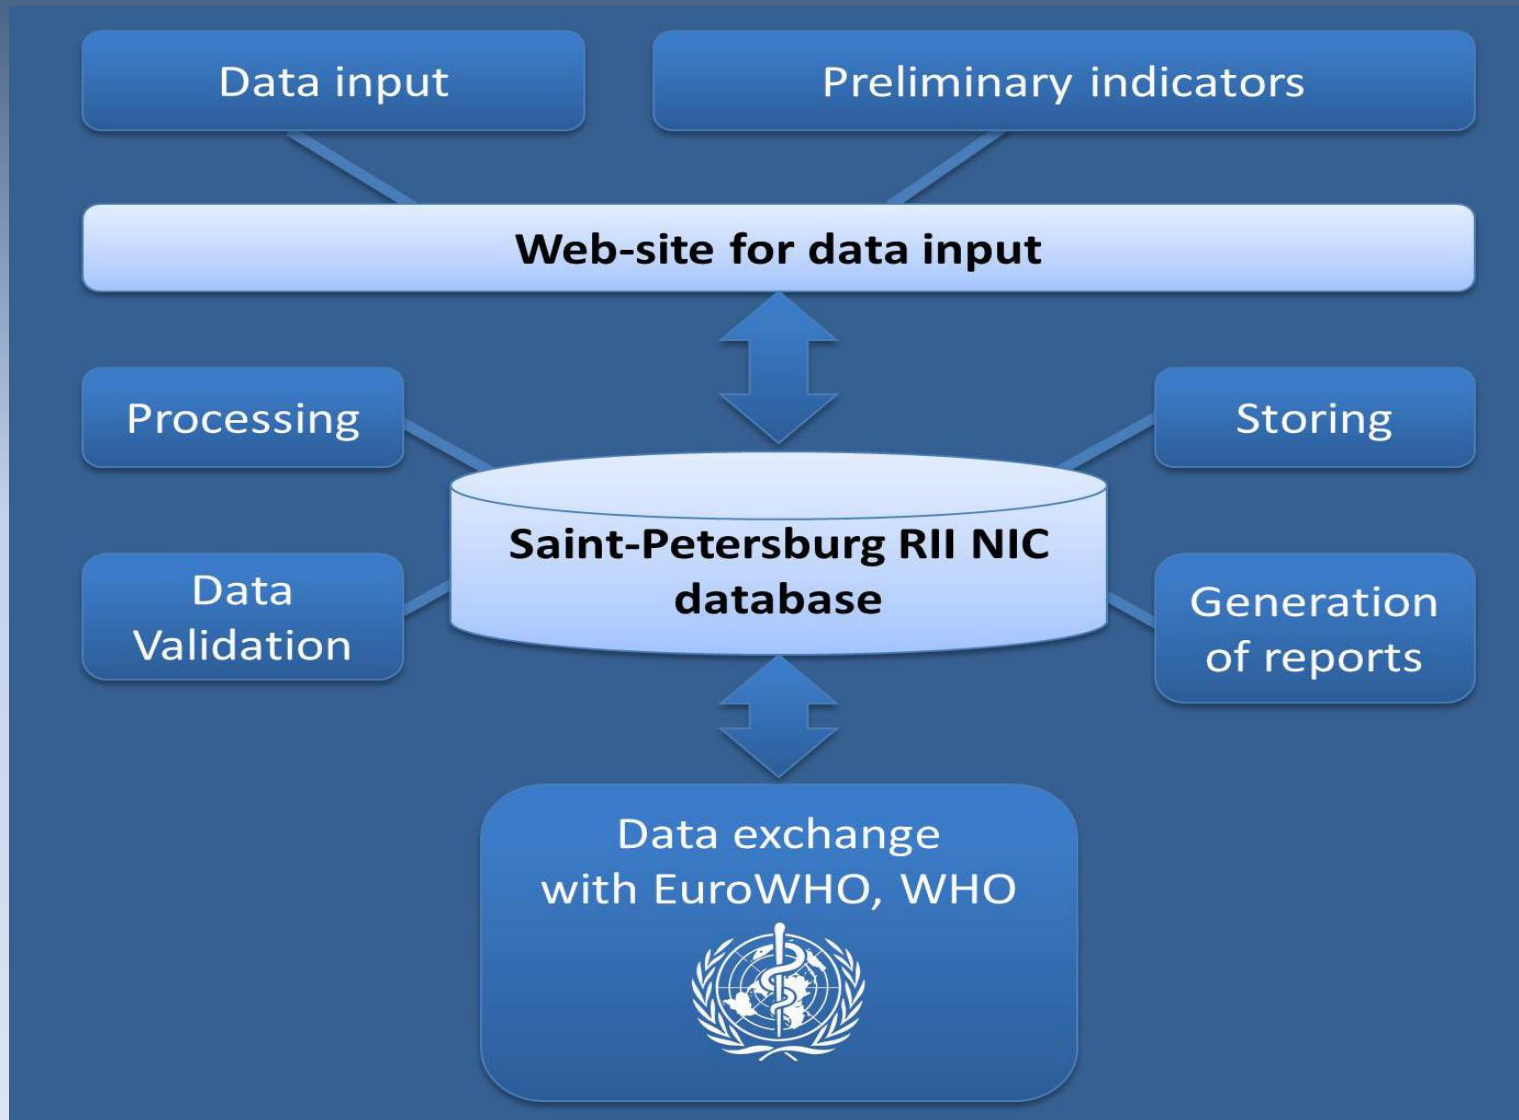 Data input
Preliminary indicators
Web-site for data input
Processing
Storing
Saint-Petersburg RII NIC
database
Data
Validation
Generation
of reports
Data exchange
with EuroWHO, WHO